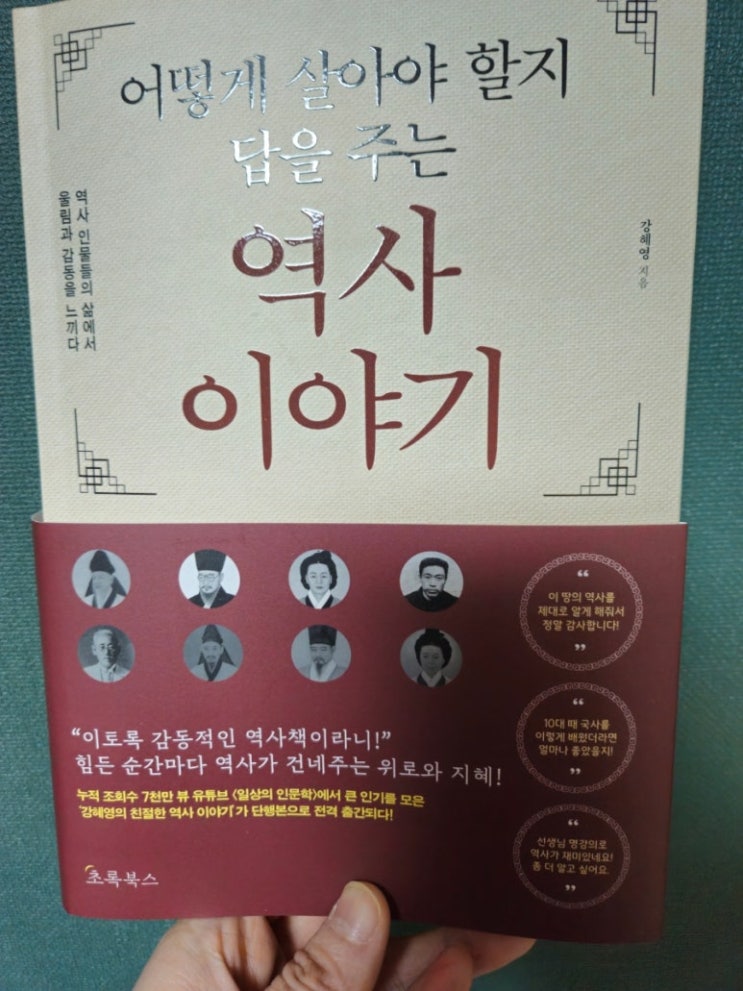 어떻게 살아야 할지
답을 주는
역사
이야기
역사 인물들의 삶에서
울림과 감동을 느끼다
강혜영 지음
“
이 땅의 역사를
제대로 알게 해줘서
정말 감사합니다!
”
“
10대 때 국사를
이렇게 배웠더라면
얼마나 좋았을지!
”
“
선생님 명강의로
역사가 재미있네요!
좀 더 알고 싶어요.
”
“이토록 감동적인 역사책이라니!”
힘든 순간마다 역사가 건네주는 위로와 지혜!
누적 조회수 7천만 뷰 유튜브 〈일상의 인문학〉에서 큰 인기를 모은
‘강혜영의 친절한 역사 이야기’가 단행본으로 전격 출간되다!
초록북스